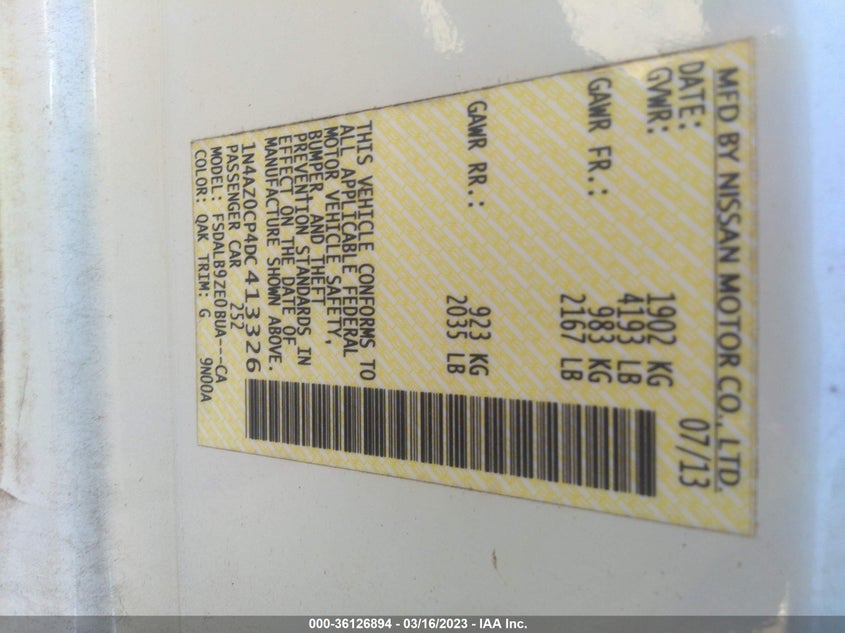 MFD BY NISSAN MOTOR CO., LTD.
DATE: 07/13
GVWR: 1902 KG
4193 LB
GAWR FR.: 983 KG
2167 LB
GAWR RR.: 923 KG
2035 LB
THIS VEHICLE CONFORMS TO
ALL APPLICABLE FEDERAL
MOTOR VEHICLE SAFETY,
BUMPER, AND THEFT
PREVENTION STANDARDS IN
EFFECT ON THE DATE OF
MANUFACTURE SHOWN ABOVE.
1N4AZ0CP4DC413326
PASSENGER CAR 252
MODEL: FSDALB9ZE0BUA---CA
COLOR: QAK TRIM: G 9N00A
000-36126894 - 03/16/2023 - IAA Inc.